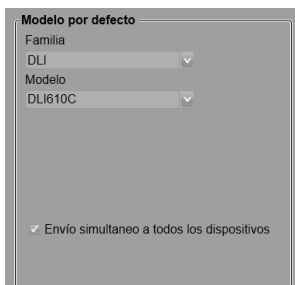 Modelo por defecto
Familia
DLI
Modelo
DLI610C
Envío simultaneo a todos los dispositivos